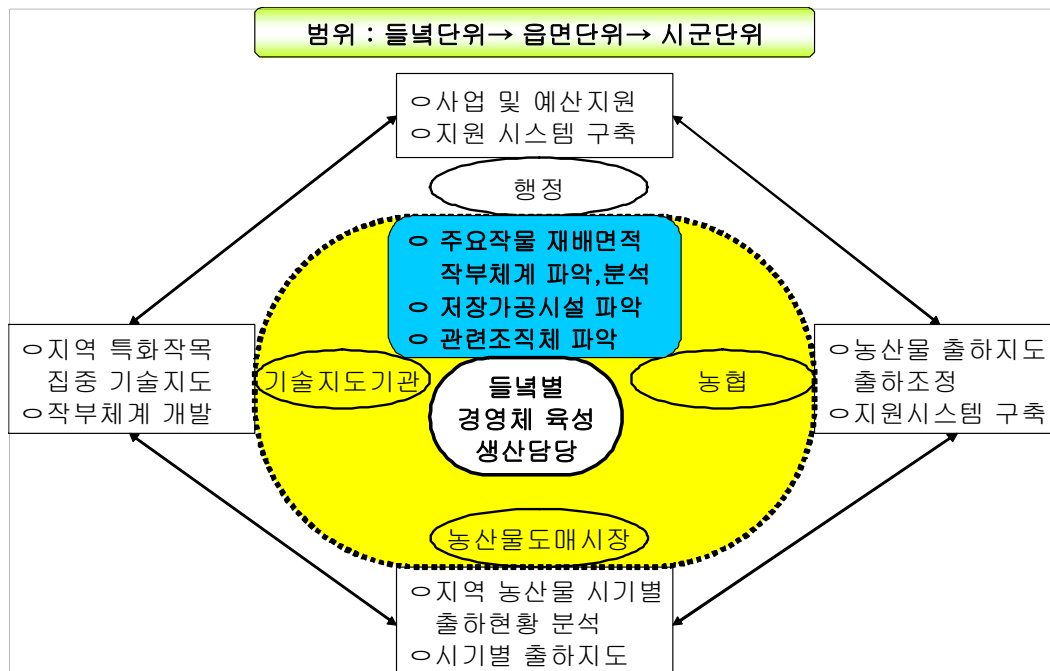 범위 : 들녘단위→ 읍면단위→ 시군단위
ㅇ사업 및 예산지원
ㅇ지원 시스템 구축
행정
ㅇ 주요작물 재배면적
작부체계 파악,분석
ㅇ 저장가공시설 파악
ㅇ 관련조직체 파악
ㅇ지역 특화작목
집중 기술지도
ㅇ작부체계 개발
기술지도기관
들녘별
경영체 육성
생산담당
농협
ㅇ농산물 출하지도
출하조정
ㅇ지원시스템 구축
농산물도매시장
ㅇ지역 농산물 시기별
출하현황 분석
ㅇ시기별 출하지도